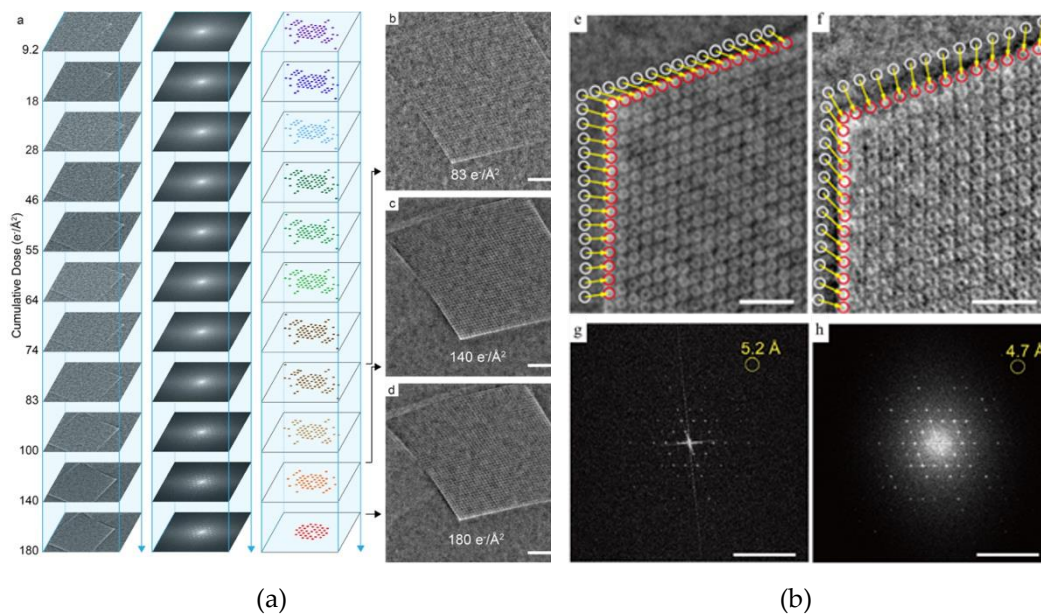 a
Cumulative Dose (e⁻/Å²)
9.2
18
28
46
55
64
74
83
100
140
180
b
83 e⁻/Å²
c
140 e⁻/Å²
d
180 e⁻/Å²
e
f
g
5.2 Å
h
4.7 Å
(a)
(b)